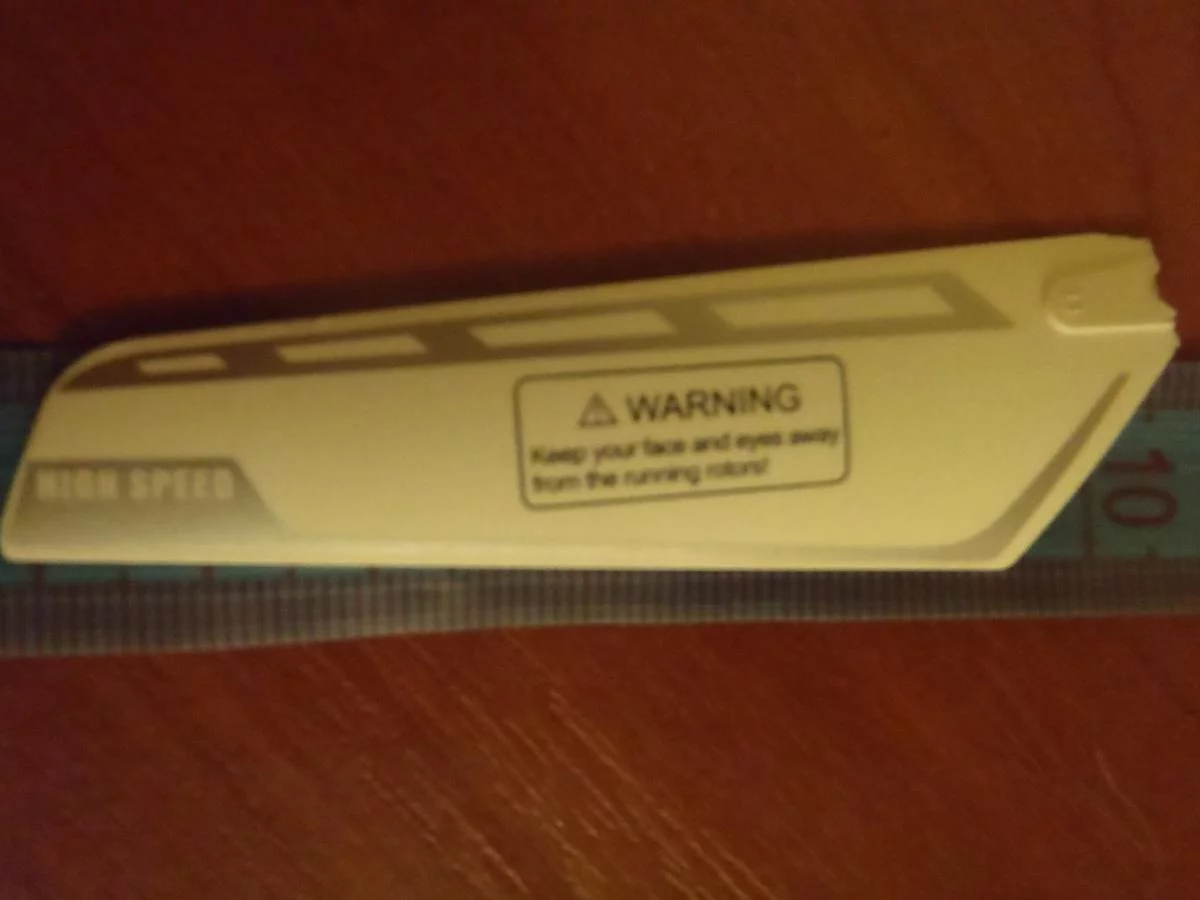 WARNING
Keep your face and eyes away
from the running rotors!
HIGH SPEED
10